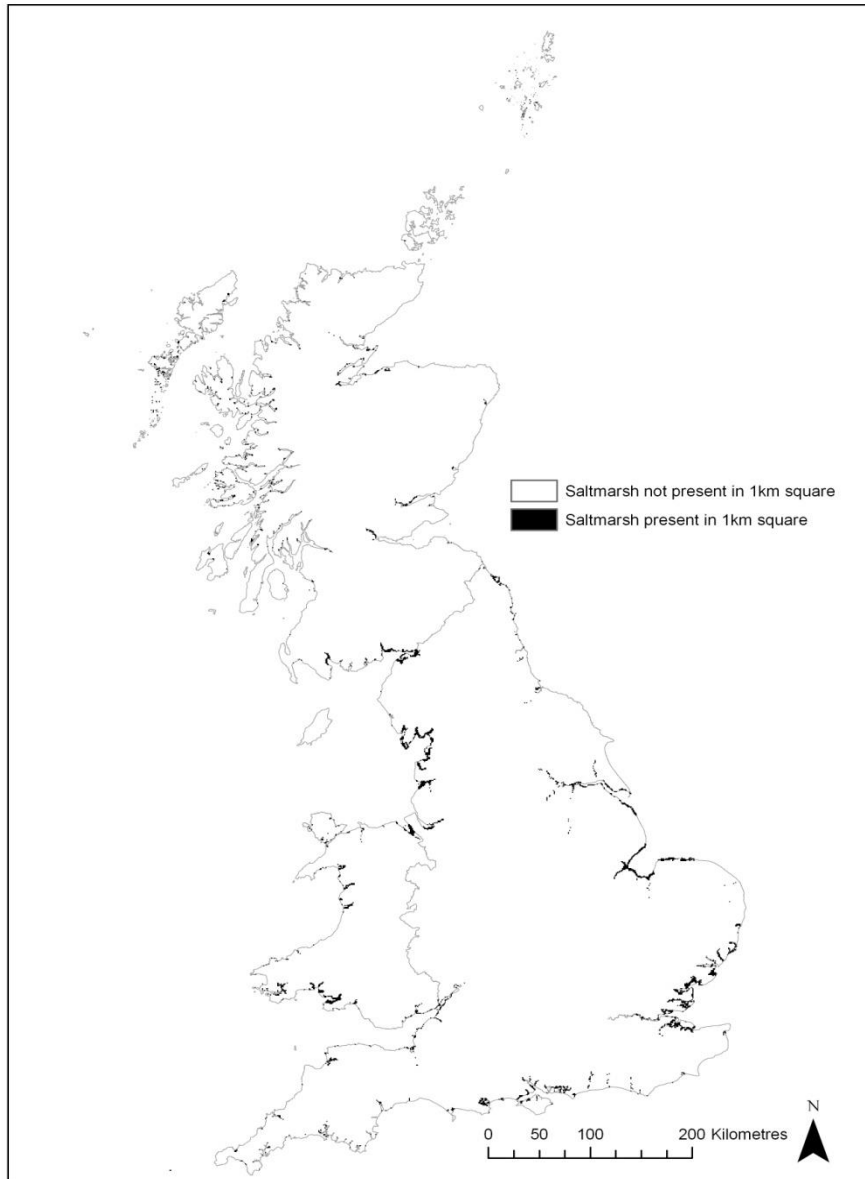 Saltmarsh not present in 1km square
Saltmarsh present in 1km square
N
0 50 100 200 Kilometres